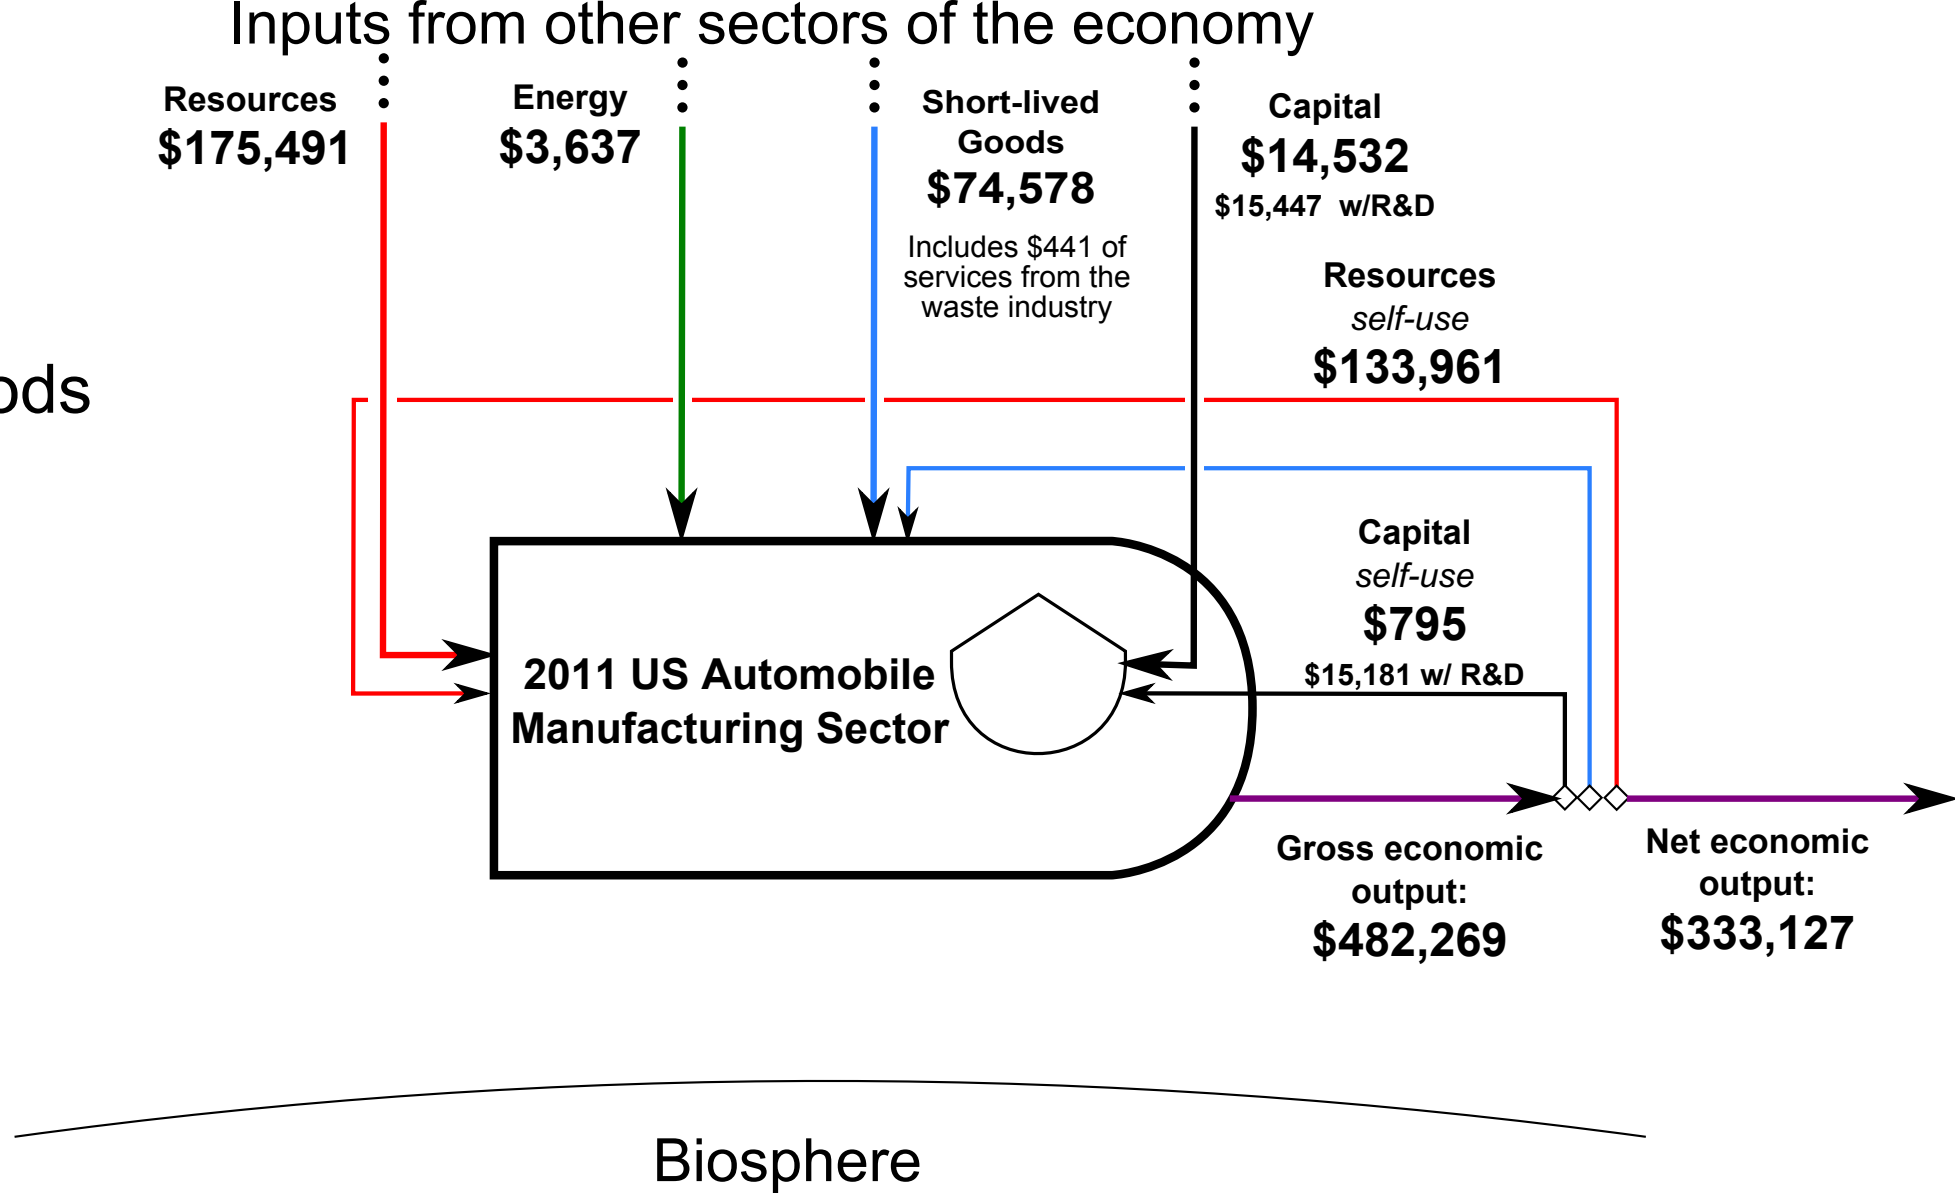 Inputs from other sectors of the economy
Resources
$175,491
Energy
$3,637
Short-lived
Goods
$74,578
Includes $441 of
services from the
waste industry
Capital
$14,532
$15,447 w/R&D
Resources
self-use
$133,961
ods
Capital
self-use
$795
$15,181 w/ R&D
2011 US Automobile
Manufacturing Sector
Gross economic
output:
$482,269
Net economic
output:
$333,127
Biosphere